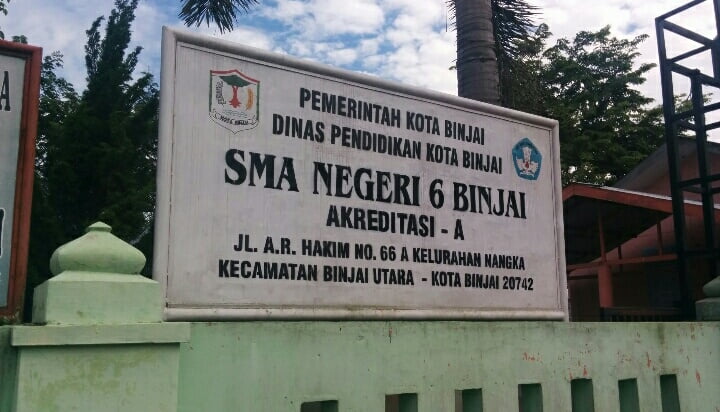 PEMERINTAH KOTA BINJAI
DINAS PENDIDIKAN KOTA BINJAI
SMA NEGERI 6 BINJAI
AKREDITASI - A
JL. A.R. HAKIM NO. 66 A KELURAHAN NANGKA
KECAMATAN BINJAI UTARA - KOTA BINJAI 20742